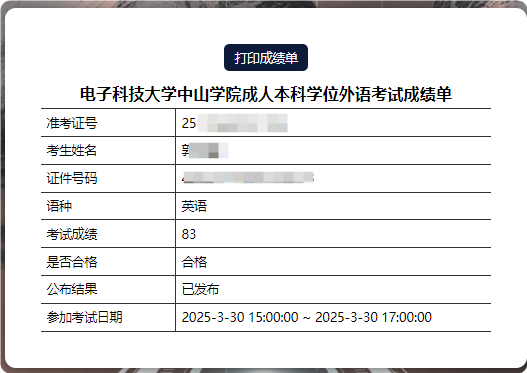 打印成绩单
电子科技大学中山学院成人本科学位外语考试成绩单
准考证号 25
考生姓名
证件号码
语种 英语
考试成绩 83
是否合格 合格
公布结果 已发布
参加考试日期 2025-3-30 15:00:00 ~ 2025-3-30 17:00:00